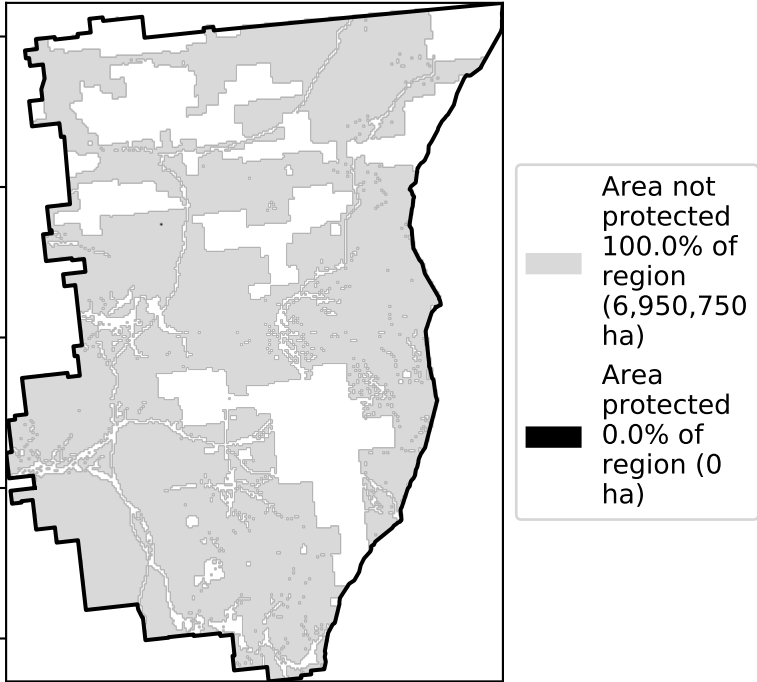 Area not
protected
100.0% of
region
(6,950,750
ha)
Area
protected
0.0% of
region (0
ha)